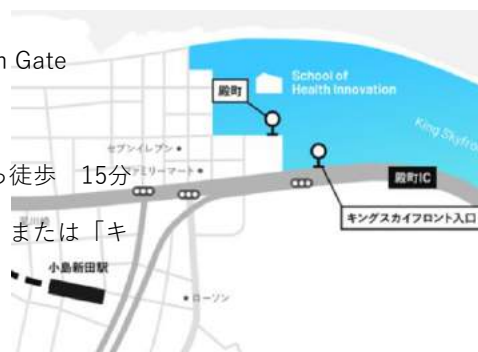 n Gate
School of
Health Innovation
殿町
King Skyfro
セブンイレブン
ファミリーマート
徒歩 15分
殿町IC
キングスカイフロント入口
または「キ
小島新田駅
ローソン